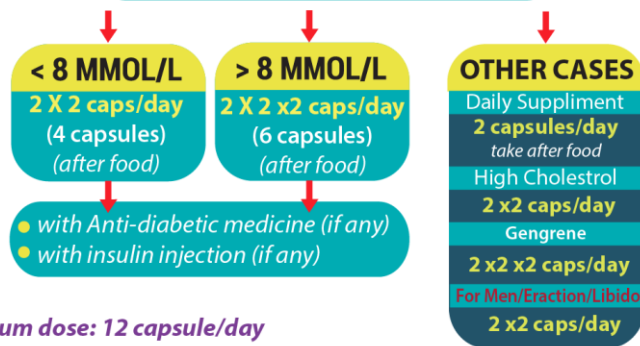 < 8 MMOL/L
2 X 2 caps/day
(4 capsules)
(after food)
> 8 MMOL/L
2 X 2 x2 caps/day
(6 capsules)
(after food)
with Anti-diabetic medicine (if any)
with insulin injection (if any)
OTHER CASES
Daily Suppliment
2 capsules/day
take after food
High Cholestrol
2 x2 caps/day
Gengrene
2 x2 x2 caps/day
For Men/Eraction/Libido
2 x2 caps/day
um dose: 12 capsule/day